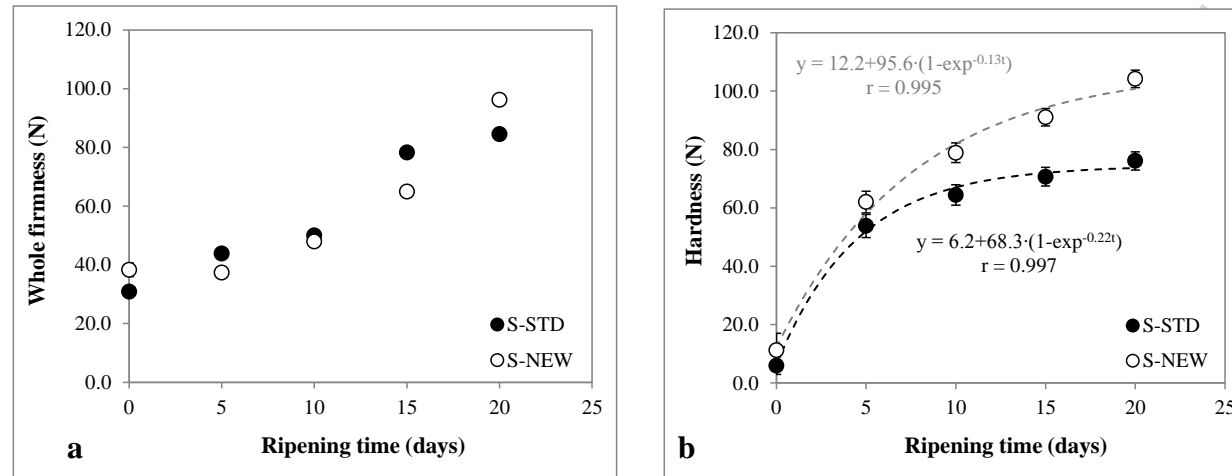 120.0
100.0
80.0
60.0
40.0
20.0
0.0
Whole firmness (N)
0 5 10 15 20 25
Ripening time (days)
S-STD
S-NEW
a
120.0
100.0
80.0
60.0
40.0
20.0
0.0
Hardness (N)
y = 12.2+95.6·(1-exp-0.13t)
r = 0.995
y = 6.2+68.3·(1-exp-0.22t)
r = 0.997
S-STD
S-NEW
0 5 10 15 20 25
Ripening time (days)
b